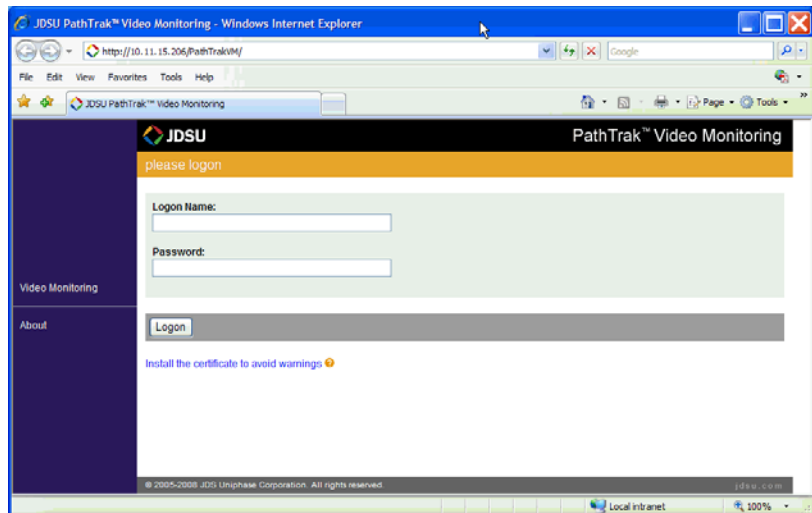 JDSU PathTrak™ Video Monitoring - Windows Internet Explorer
http://10.11.15.206/PathTrakVM/
Google
File Edit View Favorites Tools Help
JDSU PathTrak™ Video Monitoring
Page Tools »
JDSU
PathTrak™ Video Monitoring
please logon
Logon Name:
Password:
Video Monitoring
About
Logon
Install the certificate to avoid warnings ?
© 2005-2008 JDS Uniphase Corporation. All rights reserved.
jdsu.com
Local intranet
100%